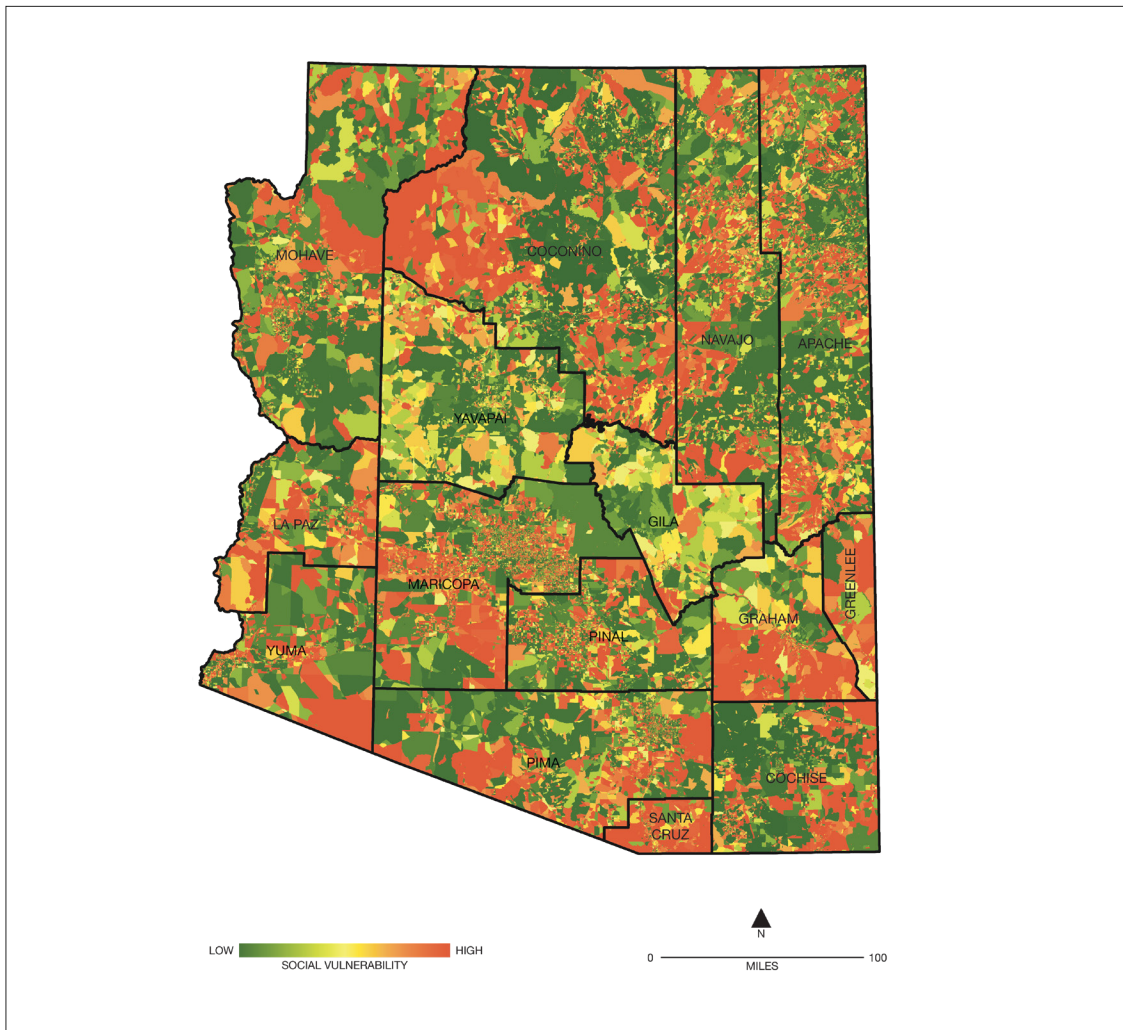 MOHAVE
COCONINO
NAVAJO
APACHE
YAVAPAI
LA PAZ
GILA
MARICOPA
GREENLEE
GRAHAM
PINAL
YUMA
PIMA
COCHISE
SANTA
CRUZ
N
LOW
HIGH
SOCIAL VULNERABILITY
0
100
MILES